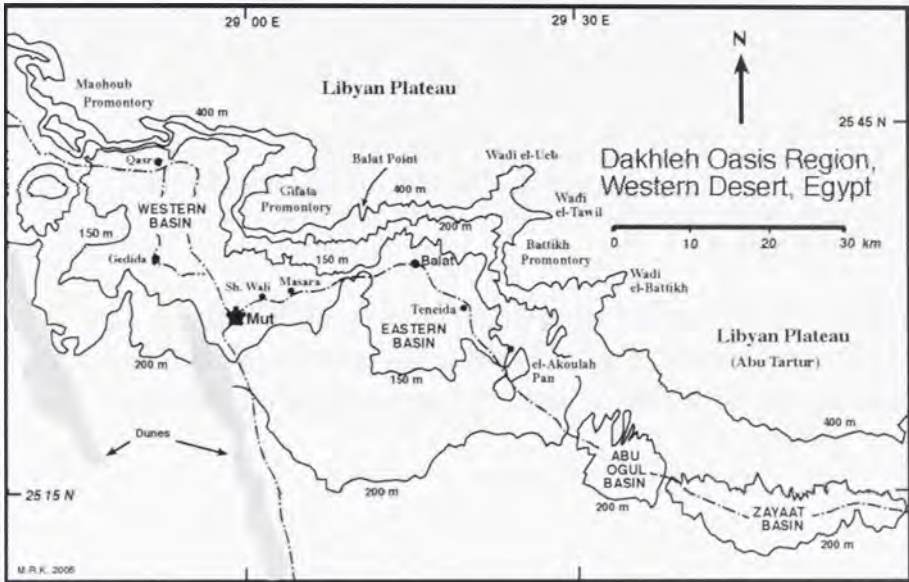 29 00 E
29 30 E
N
Maohoub
Promontory
Libyan Plateau
400 m
25 45 N
Qasr
Balat Point
Wadi el-Ueb
Dakhleh Oasis Region,
Western Desert, Egypt
Gifata
Promontory
400 m
Wadi
el-Tawil
WESTERN
BASIN
200 m
0 10 20 30 km
150 m
150 m
Battikh
Promontory
Gedida
Balat
Wadi
el-Battikh
Sh. Wali
Masara
Mut
Teneida
EASTERN
BASIN
Libyan Plateau
(Abu Tartur)
200 m
150 m
el-Akoulah
Pan
Dunes
400 m
ABU
OGUL
BASIN
25 15 N
200 m
200 m
ZAYAAT
BASIN
200 m
M.R.K. 2005